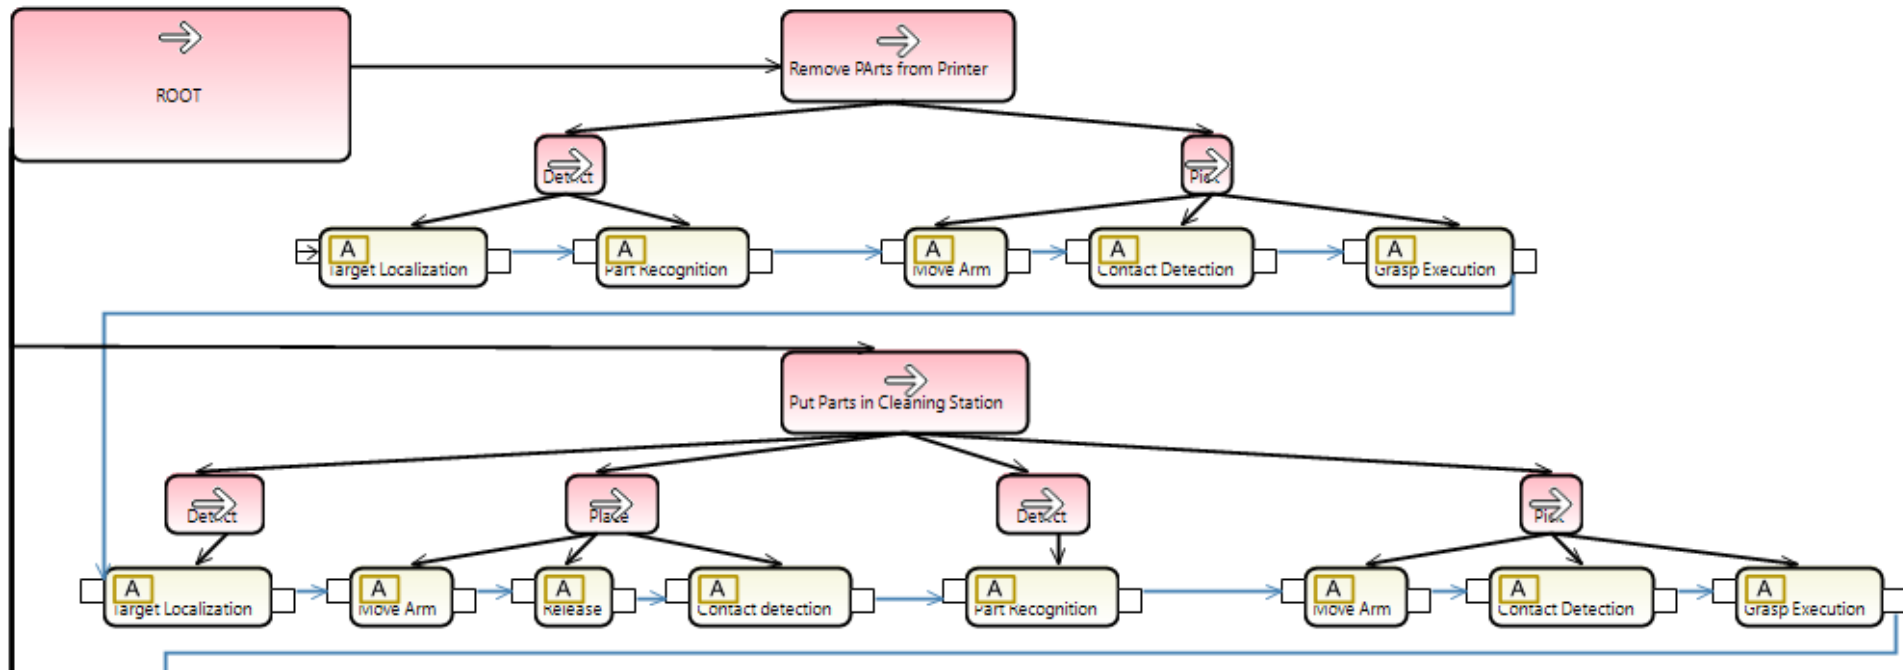 ROOT
Remove PArts from Printer
Detect
Pick
A
Target Localization
A
Part Recognition
A
Move Arm
A
Contact Detection
A
Grasp Execution
Put Parts in Cleaning Station
Detect
Place
Detect
Pick
A
Target Localization
A
Move Arm
A
Release
A
Contact detection
A
Part Recognition
A
Move Arm
A
Contact Detection
A
Grasp Execution